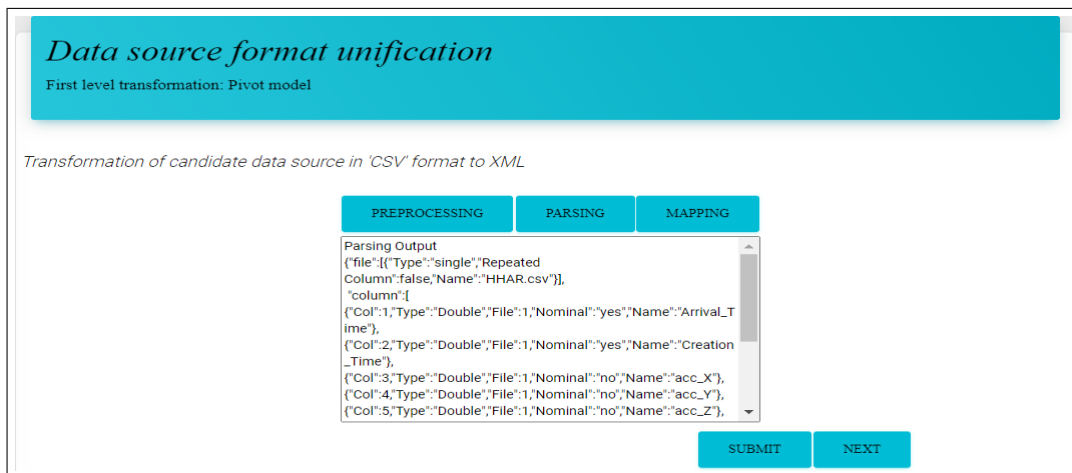 Data source format unification
First level transformation: Pivot model
Transformation of candidate data source in 'CSV' format to XML
PREPROCESSING PARSING MAPPING
Parsing Output
{"file":[{"Type":"single","Repeated
Column":false,"Name":"HHAR.csv"}],
"column":[
{"Col":1,"Type":"Double","File":1,"Nominal":"yes","Name":"Arrival_T
ime"},
{"Col":2,"Type":"Double","File":1,"Nominal":"yes","Name":"Creation
_Time"},
{"Col":3,"Type":"Double","File":1,"Nominal":"no","Name":"acc_X"},
{"Col":4,"Type":"Double","File":1,"Nominal":"no","Name":"acc_Y"},
{"Col":5,"Type":"Double","File":1,"Nominal":"no","Name":"acc_Z"},
SUBMIT NEXT